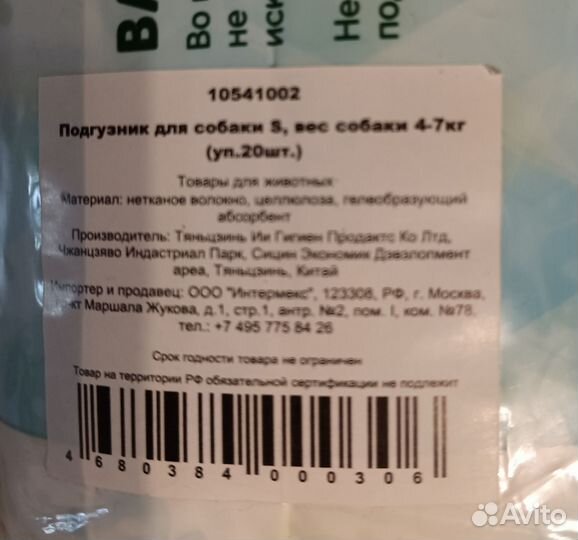 ВА
Во
не
иск
Не
под
10541002
Подгузник для собаки S, вес собаки 4-7кг
(уп.20шт.)
Товары для животных
Материал: нетканое волокно, целлюлоза, гелеобразующий
абсорбент
Производитель: Тяньцзинь Ии Гигиен Продактс Ко Лтд,
Чжанцзяво Индастриал Парк, Сицин Экономик Дэвэлопмент
ареа, Тяньцзинь, Китай
Импортер и продавец: ООО "Интермекс", 123308, РФ, г. Москва,
пр-кт Маршала Жукова, д.1, стр.1, антр. №2, пом. I, ком. №78.
тел.: +7 495 775 84 26
Срок годности товара не ограничен
Товар на территории РФ обязательной сертификации не подлежит
4 680384 000306
Avito